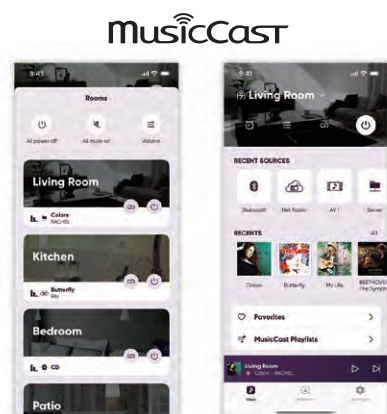 MusicCast
9:41
Rooms
All power off
All mute on
Volume
Living Room
Colors
RACHEL
Kitchen
Butterfly
Bedroom
CD
Patio
9:41
Living Room
RECENT SOURCES
Bluetooth
Net Radio
AV 1
Server
RECENTS
All
Colors
Butterfly
My Life
BEETHOVEN
Favorites
MusicCast Playlists
Living Room
Colors - RACHEL
Main
Settings